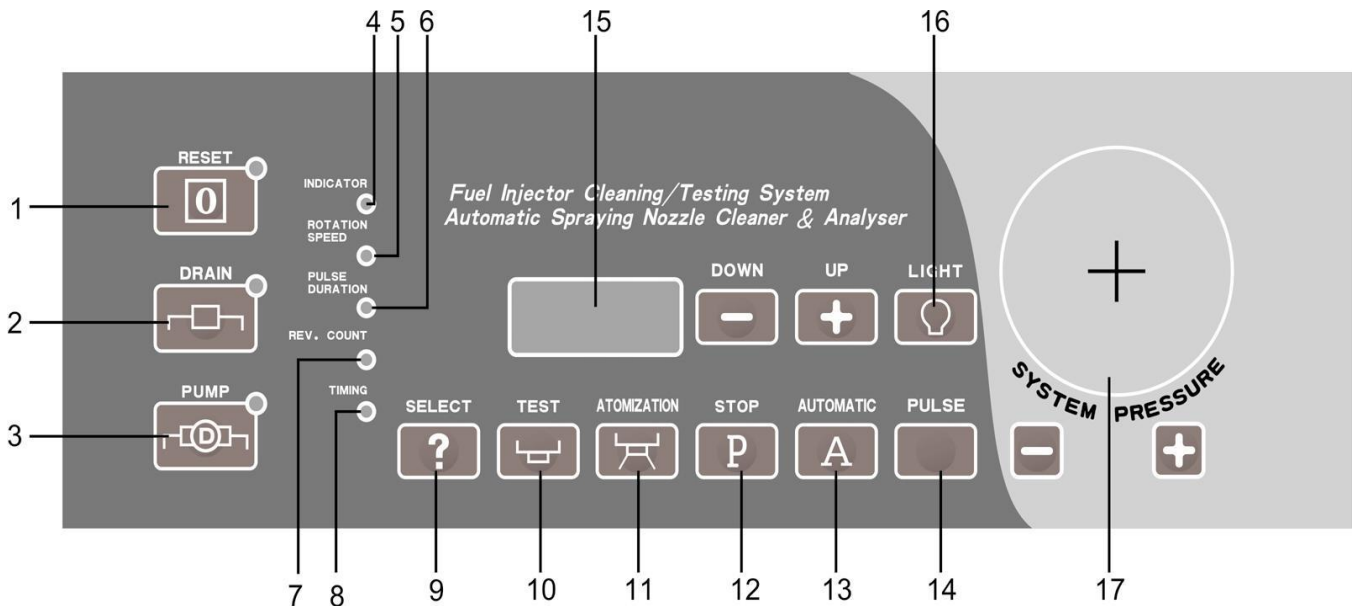 4 5 6 15 16
RESET
0
1
INDICATOR
Fuel Injector Cleaning/Testing System
Automatic Spraying Nozzle Cleaner & Analyser
ROTATION
SPEED
DRAIN
PULSE
DURATION
DOWN UP LIGHT
2
− +
REV. COUNT
PUMP
TIMING
D
3
SELECT TEST ATOMIZATION STOP AUTOMATIC PULSE
SYSTEM PRESSURE
? P A
− +
7 8 9 10 11 12 13 14 17